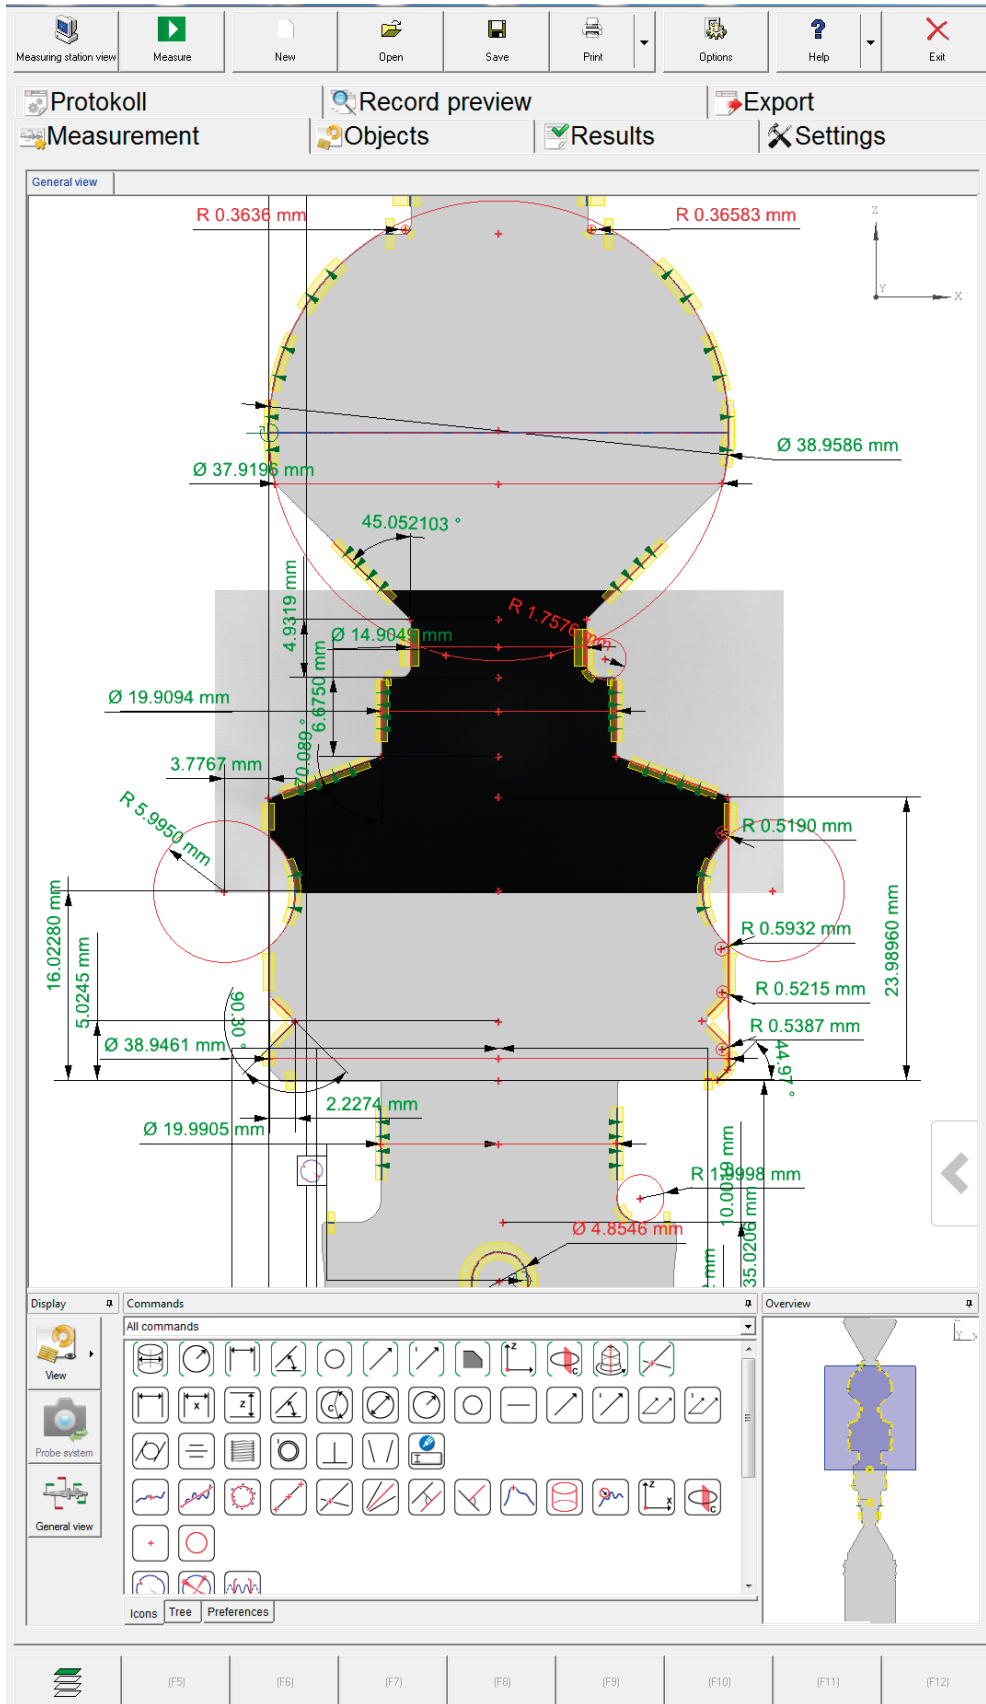 Measuring station view
Measure
New
Open
Save
Print
Options
Help
Exit
Protokoll
Record preview
Export
Measurement
Objects
Results
Settings
General view
R 0.3636 mm
R 0.36583 mm
Z
Y
X
Ø 38.9586 mm
Ø 37.9196 mm
45.052103 °
4.9319 mm
R 1.7576 mm
Ø 14.9049 mm
6.6750 mm
Ø 19.9094 mm
70.089 °
3.7767 mm
R 5.9950 mm
R 0.5190 mm
16.02280 mm
5.0245 mm
R 0.5932 mm
23.98960 mm
R 0.5215 mm
90.30 °
R 0.5387 mm
Ø 38.9461 mm
44.97 °
2.2274 mm
Ø 19.9905 mm
R 1.9998 mm
10.0019 mm
Ø 4.8546 mm
35.0206 mm
mm
Display
Commands
Overview
All commands
View
Probe system
General view
Icons
Tree
Preferences
(F5)
(F6)
(F7)
(F8)
(F9)
(F10)
(F11)
(F12)